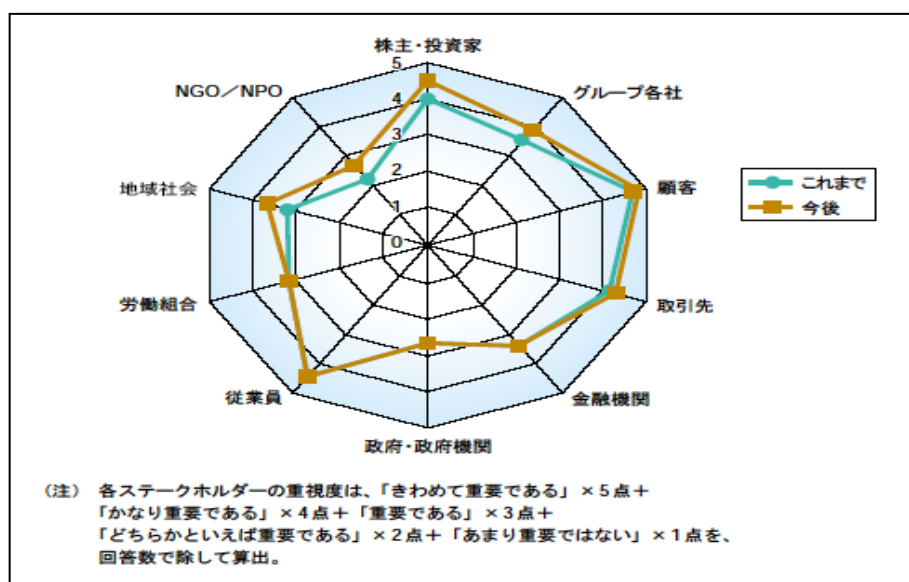 株主・投資家
グループ各社
顧客
取引先
金融機関
政府・政府機関
従業員
労働組合
地域社会
NGO／NPO
5
4
3
2
1
0
これまで
今後
（注） 各ステークホルダーの重視度は、「きわめて重要である」×5点＋
「かなり重要である」×4点＋「重要である」×3点＋
「どちらかといえば重要である」×2点＋「あまり重要ではない」×1点を、
回答数で除して算出。